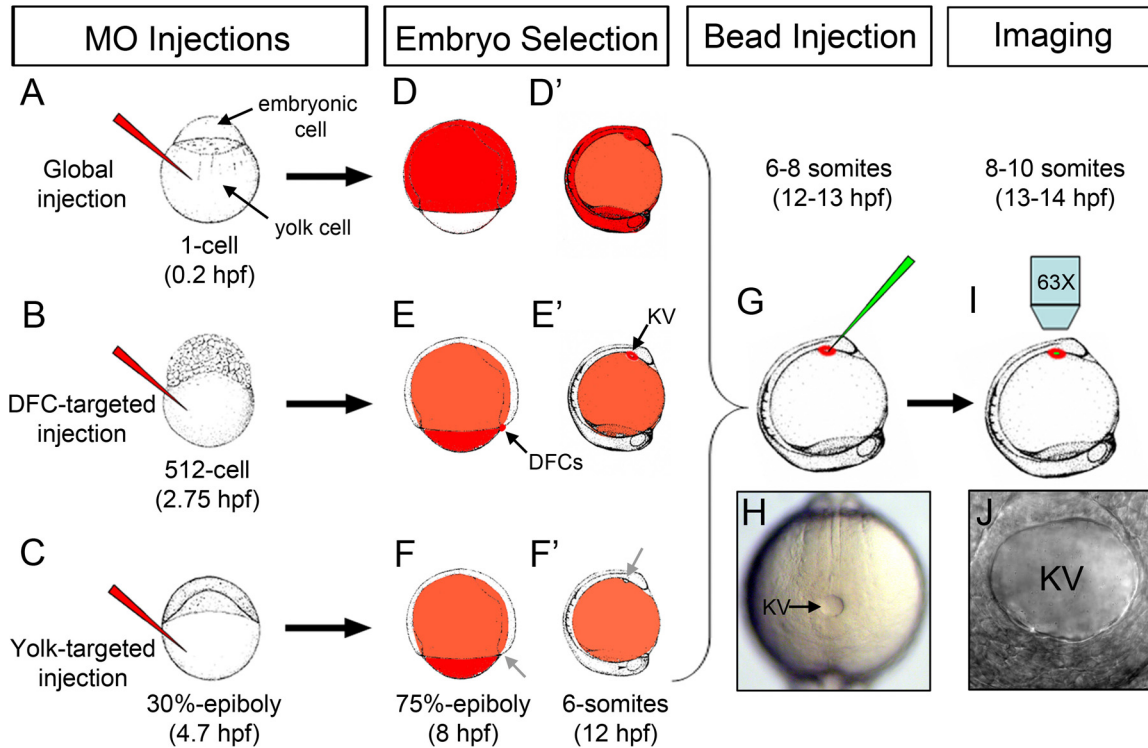 MO Injections
Embryo Selection
Bead Injection
Imaging
A
embryonic
cell
Global
injection
yolk cell
1-cell
(0.2 hpf)
D
D’
6-8 somites
(12-13 hpf)
8-10 somites
(13-14 hpf)
B
DFC-targeted
injection
512-cell
(2.75 hpf)
E
DFCs
E’
KV
G
I
63X
C
Yolk-targeted
injection
30%-epiboly
(4.7 hpf)
F
75%-epiboly
(8 hpf)
F’
6-somites
(12 hpf)
H
KV
J
KV